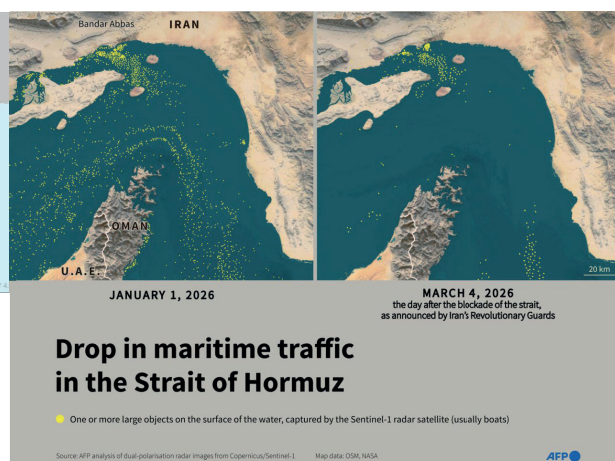 Bandar Abbas
IRAN
OMAN
U.A.E.
20 km
JANUARY 1, 2026
MARCH 4, 2026
the day after the blockade of the strait,
as announced by Iran's Revolutionary Guards
Drop in maritime traffic
in the Strait of Hormuz
One or more large objects on the surface of the water, captured by the Sentinel-1 radar satellite (usually boats)
Source: AFP analysis of dual-polarisation radar images from Copernicus/Sentinel-1 Map data: OSM, NASA
AFP